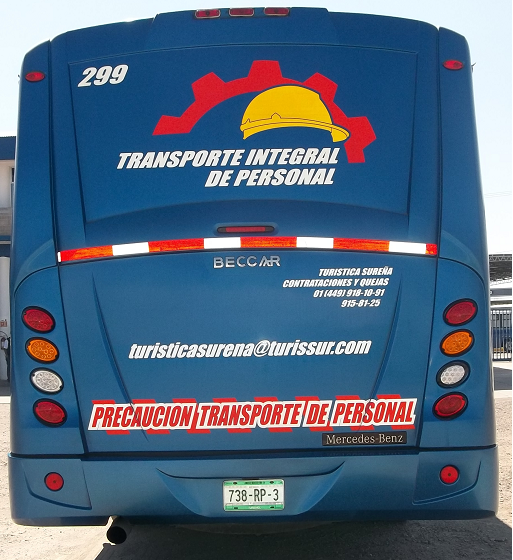 299
TRANSPORTE INTEGRAL
DE PERSONAL
BECCAR
TURISTICA SUREÑA
CONTRATACIONES Y QUEJAS
01 (449) 918-10-91
915-81-25
turisticasurena@turissur.com
PRECAUCION TRANSPORTE DE PERSONAL
Mercedes-Benz
738-RP-3